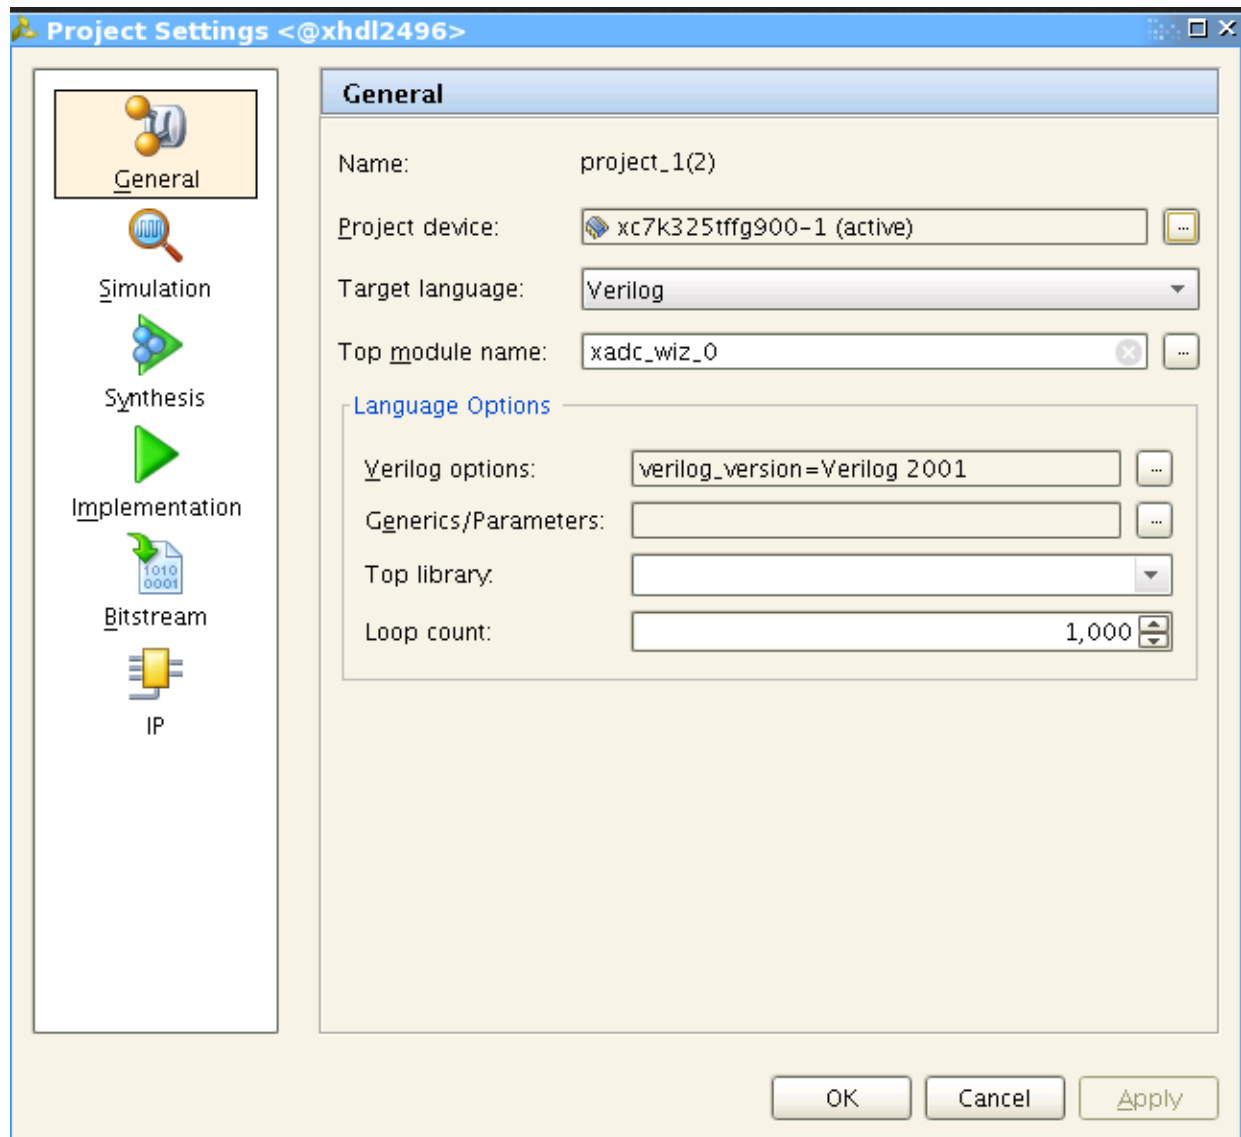 Project Settings <@xhdl2496>
General
Simulation
Synthesis
Implementation
1010
0001
Bitstream
IP
General
Name: project_1(2)
Project device: xc7k325tffg900-1 (active) ...
Target language: Verilog
Top module name: xadc_wiz_0 ...
Language Options
Verilog options: verilog_version=Verilog 2001 ...
Generics/Parameters: ...
Top library:
Loop count: 1,000
OK Cancel Apply